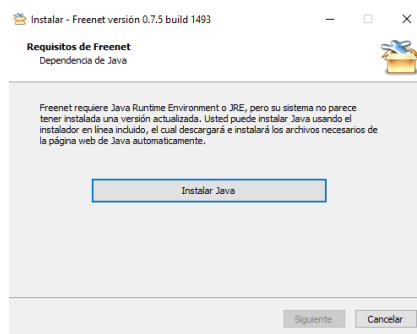 Instalar - Freenet versión 0.7.5 build 1493
Requisitos de Freenet
Dependencia de Java
Freenet requiere Java Runtime Environment o JRE, pero su sistema no parece
tener instalada una versión actualizada. Usted puede instalar Java usando el
instalador en línea incluido, el cual descargará e instalará los archivos necesarios de
la página web de Java automaticamente.
Instalar Java
Siguiente
Cancelar